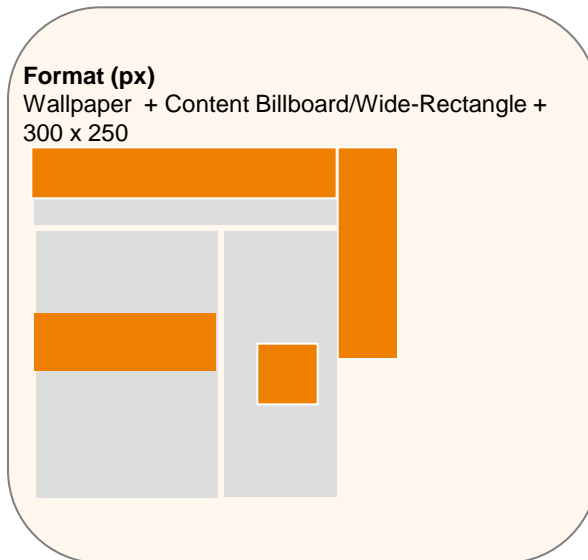 Format (px)
Wallpaper  + Content Billboard/Wide-Rectangle +
300 x 250